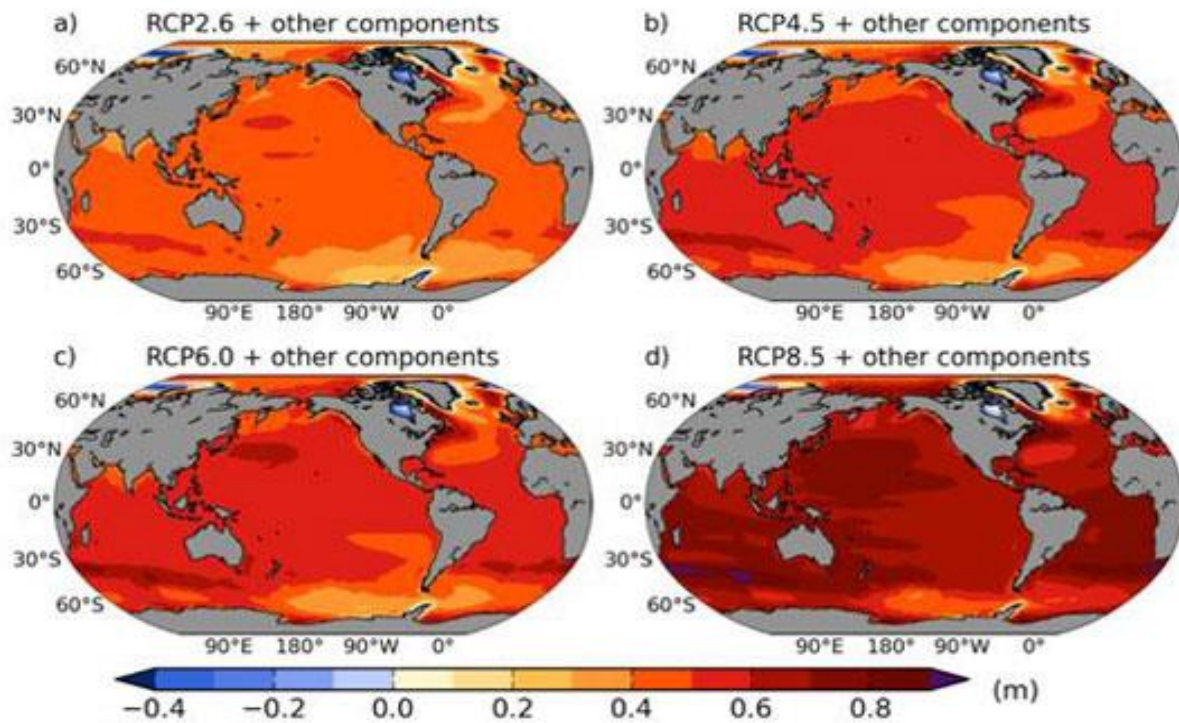 a) RCP2.6 + other components
60°N
30°N
0°
30°S
60°S
90°E 180° 90°W 0°
b) RCP4.5 + other components
60°N
30°N
0°
30°S
60°S
90°E 180° 90°W 0°
c) RCP6.0 + other components
60°N
30°N
0°
30°S
60°S
90°E 180° 90°W 0°
d) RCP8.5 + other components
60°N
30°N
0°
30°S
60°S
90°E 180° 90°W 0°
−0.4 −0.2 0.0 0.2 0.4 0.6 0.8 (m)